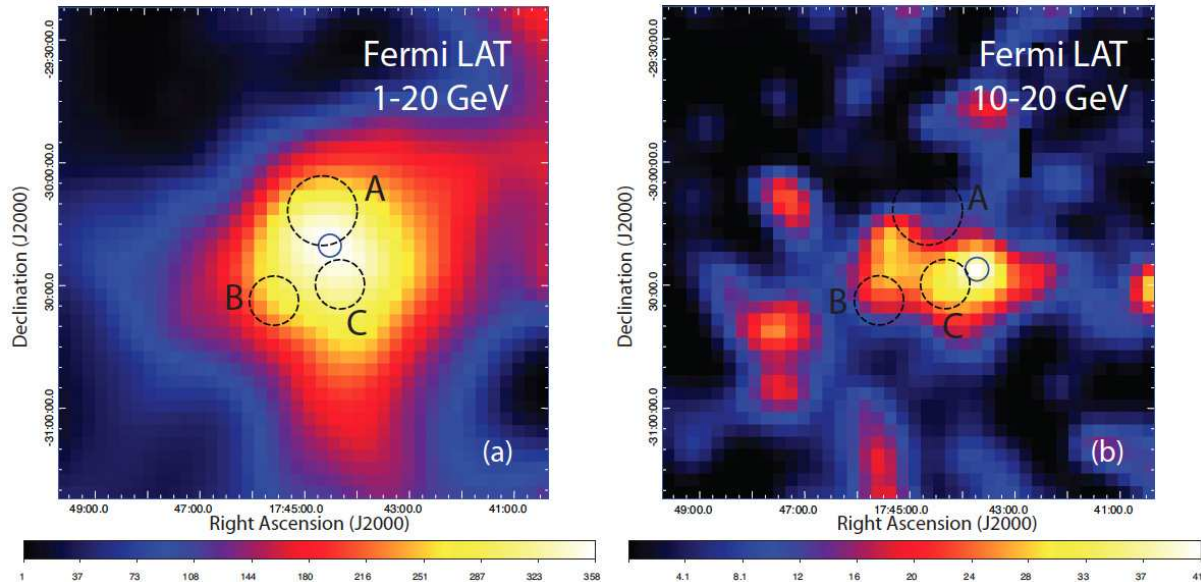 Fermi LAT
1-20 GeV
A
B
C
(a)
-29:30:00.0
-30:00:00.0
30:00.0
-31:00:00.0
Declination (J2000)
49:00.0 47:00.0 17:45:00.0 43:00.0 41:00.0
Right Ascension (J2000)
1 37 73 108 144 180 216 251 287 323 358
Fermi LAT
10-20 GeV
A
B
C
(b)
-29:30:00.0
-30:00:00.0
30:00.0
-31:00:00.0
Declination (J2000)
49:00.0 47:00.0 17:45:00.0 43:00.0 41:00.0
Right Ascension (J2000)
4.1 8.1 12 16 20 24 28 33 37